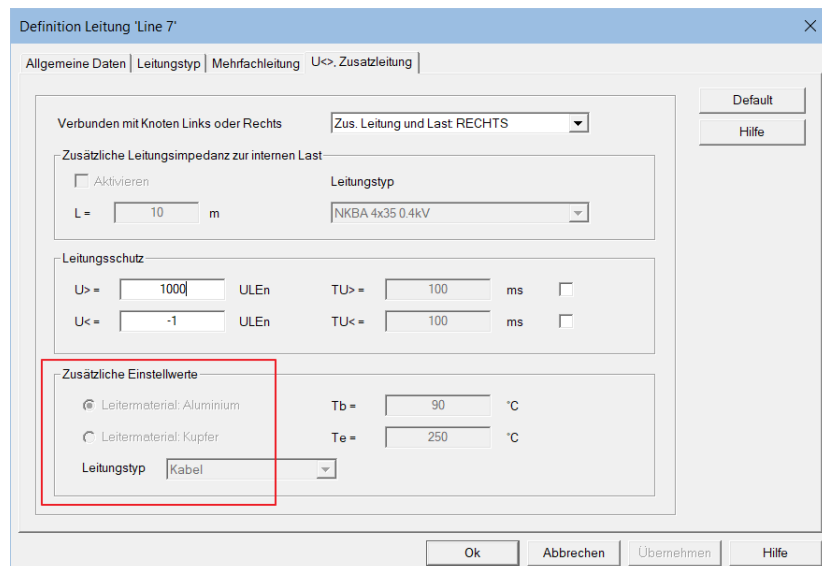 Definition Leitung 'Line 7'
Allgemeine Daten Leitungstyp Mehrfachleitung U<>, Zusatzleitung
Default
Hilfe
Verbunden mit Knoten Links oder Rechts Zus. Leitung und Last: RECHTS
Zusätzliche Leitungsimpedanz zur internen Last
Aktivieren Leitungstyp
L = 10 m NKBA 4x35 0.4kV
Leitungsschutz
U> = 1000 ULEn TU> = 100 ms
U< = -1 ULEn TU< = 100 ms
Zusätzliche Einstellwerte
Leitermaterial: Aluminium Tb = 90 °C
Leitermaterial: Kupfer Te = 250 °C
Leitungstyp Kabel
Ok Abbrechen Übernehmen Hilfe